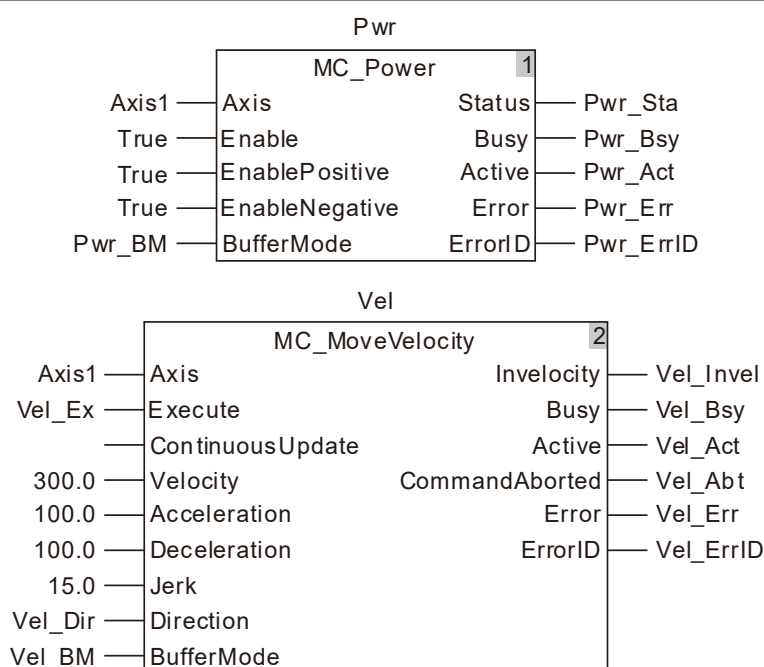 Pwr
MC_Power 1
Axis1 Axis Status Pwr_Sta
True Enable Busy Pwr_Bsy
True EnablePositive Active Pwr_Act
True EnableNegative Error Pwr_Err
Pwr_BM BufferMode ErrorID Pwr_ErrID
Vel
MC_MoveVelocity 2
Axis1 Axis Invelocity Vel_Invel
Vel_Ex Execute Busy Vel_Bsy
ContinuousUpdate Active Vel_Act
300.0 Velocity CommandAborted Vel_Abt
100.0 Acceleration Error Vel_Err
100.0 Deceleration ErrorID Vel_ErrID
15.0 Jerk
Vel_Dir Direction
Vel_BM BufferMode